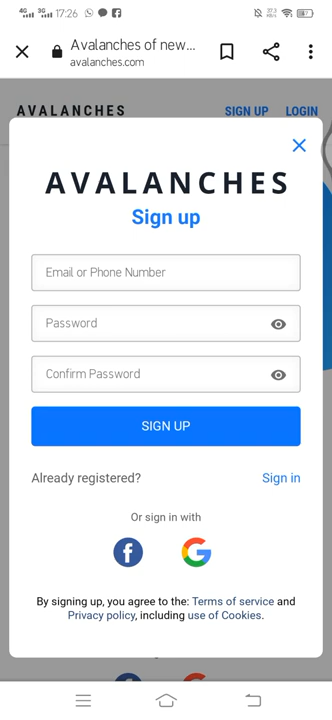 4G 3G 17:26
Avalanches of new...
avalanches.com
AVALANCHES SIGN UP LOGIN
AVALANCHES
Sign up
Email or Phone Number
Password
Confirm Password
SIGN UP
Already registered? Sign in
Or sign in with
By signing up, you agree to the: Terms of service and
Privacy policy, including use of Cookies.